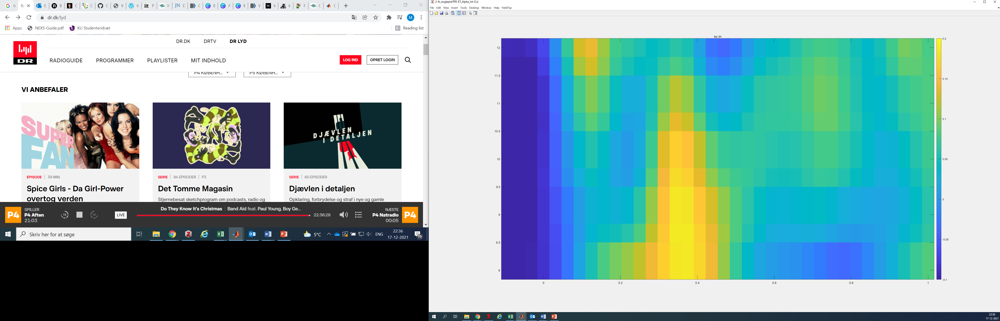 dr.dk/lyd
Apps
NEXS-Guide.pdf
KU Studenteridræt
Reading list
DR.DK
DRTV
DR LYD
DR
RADIOGUIDE
PROGRAMMER
PLAYLISTER
MIT INDHOLD
LOG IND
OPRET LOGIN
P4 KØBENH...
P5 KØBENH...
VI ANBEFALER
SUPER
FAN
DJÆVLEN
I DETALJEN
EPISODE 39 MIN.
Spice Girls - Da Girl-Power
overtog verden
SERIE 94 EPISODER P3
Det Tomme Magasin
Stjernebesat sketchprogram om podcasts, radio og
SERIE 60 EPISODER
Djævlen i detaljen
Opklaring, forbrydelse og straf i nye og gamle
P4
SPILLER
P4 Aften
21:03
15
15
LIVE
Do They Know It's Christmas Band Aid feat. Paul Young, Boy Ge...
22:36:28
NÆSTE
P4 Natradio
00:05
P4
Skriv her for at søge
5°C
ENG
22:36
17-12-2021
19
2: ft_singleplotTFR: ET_Alpha_Int (Cz)
File Edit View Insert Tools Desktop Window Help FieldTrip
Cz / 31
12
11.5
11
10.5
10
9.5
9
8.5
8
0
0.2
0.4
0.6
0.8
1
0.2
0.15
0.1
0.05
0
-0.05
-0.1
22:36
17-12-2021